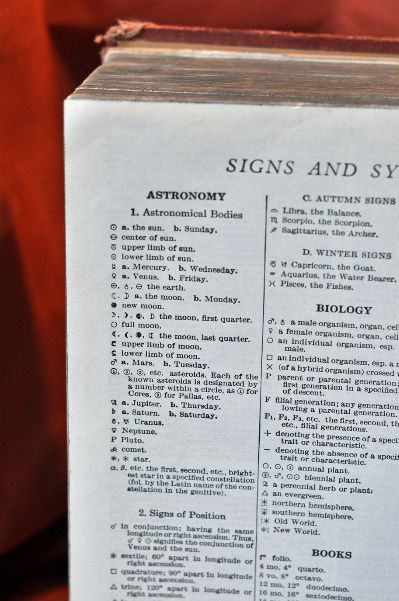 SIGNS AND SY
ASTRONOMY
1. Astronomical Bodies
☉ a. the sun. b. Sunday.
center of sun.
upper limb of sun.
lower limb of sun.
☿ a. Mercury. b. Wednesday.
♀ a. Venus. b. Friday.
the earth.
☾, ☽ a. the moon. b. Monday.
● new moon.
the moon, first quarter.
○ full moon.
the moon, last quarter.
upper limb of moon.
lower limb of moon.
♂ a. Mars. b. Tuesday.
①, ②, ③, etc. asteroids. Each of the
known asteroids is designated by
a number within a circle, as ① for
Ceres, ② for Pallas, etc.
♃ a. Jupiter. b. Thursday.
♄ a. Saturn. b. Saturday.
♅ Uranus.
♆ Neptune.
P Pluto.
☄ comet.
star.
α, β, etc. the first, second, etc., bright-
est star in a specified constellation
(fol. by the Latin name of the con-
stellation in the genitive).
2. Signs of Position
☌ in conjunction; having the same
longitude or right ascension. Thus,
☌ ♀ ☉ signifies the conjunction of
Venus and the sun.
⚹ sextile; 60° apart in longitude or
right ascension.
□ quadrature; 90° apart in longitude
or right ascension.
△ trine; 120° apart in longitude or
right ascension.
C. AUTUMN SIGNS
♎ Libra, the Balance.
♏ Scorpio, the Scorpion.
♐ Sagittarius, the Archer.
D. WINTER SIGNS
♑ Capricorn, the Goat.
♒ Aquarius, the Water Bearer.
♓ Pisces, the Fishes.
BIOLOGY
a male organism, organ, cel
♀ a female organism, organ, cell
○ an individual organism, esp.
male.
□ an individual organism, esp. a m
× (of a hybrid organism) crossed w
P parent or parental generation;
first generation in a specified
of descent.
F filial generation; any generation
lowing a parental generation.
F₁, F₂, F₃, etc. the first, second, th
etc., filial generations.
+ denoting the presence of a speci
trait or characteristic.
− denoting the absence of a spec
trait or characteristic.
annual plant.
biennial plant.
♃ a perennial herb or plant;
△ an evergreen.
northern hemisphere.
southern hemisphere.
Old World.
New World.
BOOKS
f° folio.
4 mo, 4° quarto.
8 vo, 8° octavo.
12 mo, 12° duodecimo.
16 mo, 16° sextodecimo.